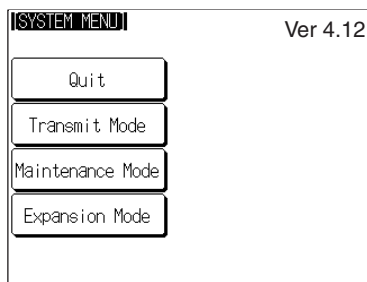 [SYSTEM MENU]
Ver 4.12
Quit
Transmit Mode
Maintenance Mode
Expansion Mode